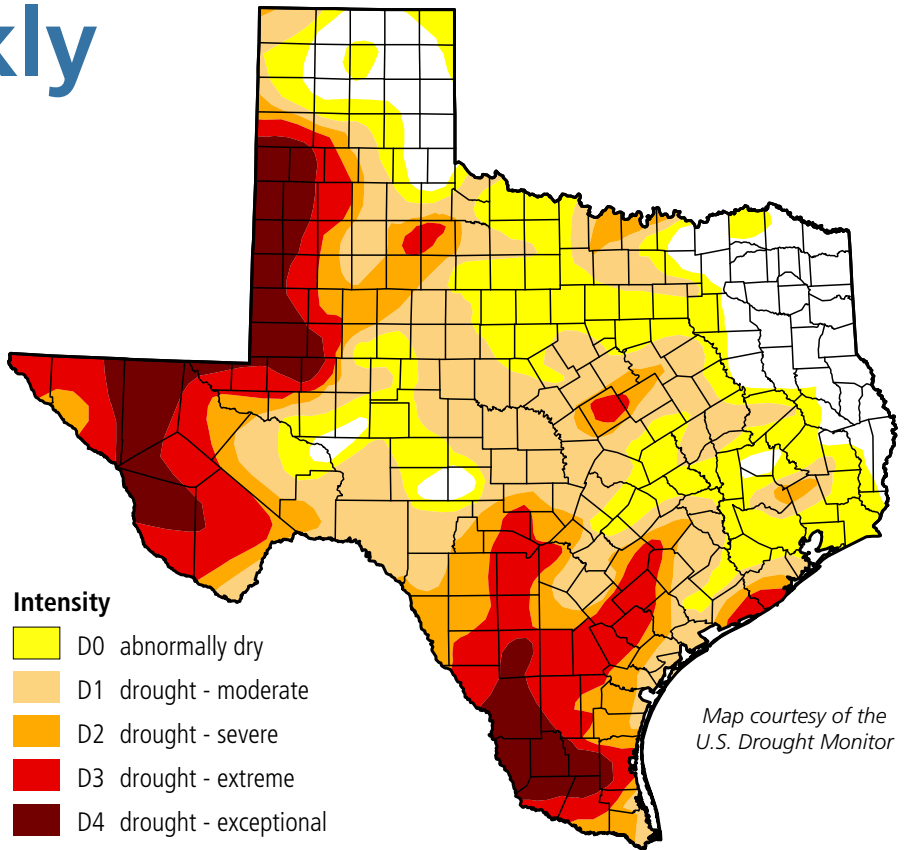 kly
Intensity
D0 abnormally dry
D1 drought - moderate
D2 drought - severe
D3 drought - extreme
D4 drought - exceptional
Map courtesy of the
U.S. Drought Monitor